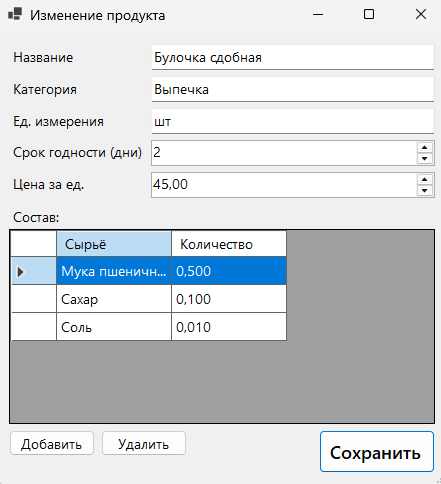 Изменение продукта
Название Булочка сдобная
Категория Выпечка
Ед. измерения шт
Срок годности (дни) 2
Цена за ед. 45,00
Состав:
Сырьё Количество
Мука пшеничн... 0,500
Сахар 0,100
Соль 0,010
Добавить Удалить Сохранить